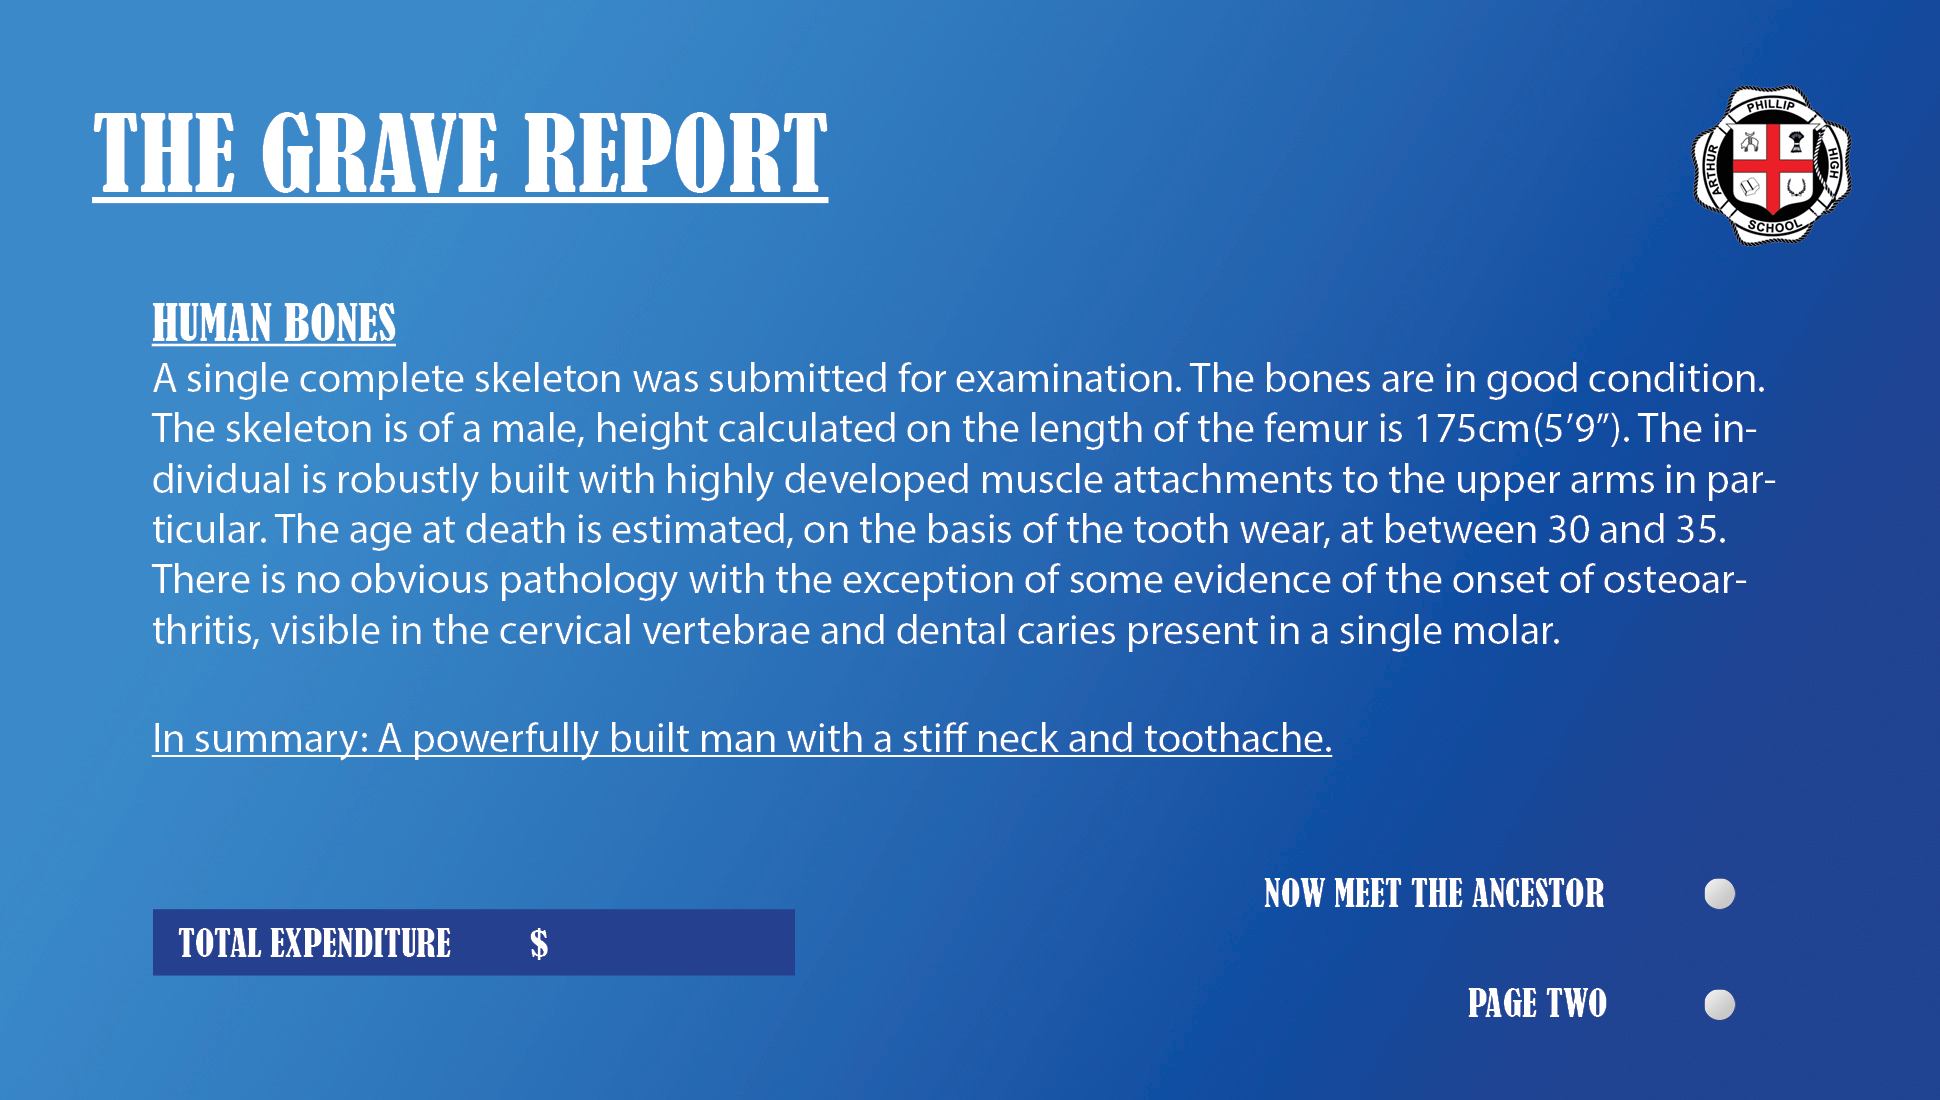 THE GRAVE REPORT
PHILLIP
ARTHUR
HIGH
SCHOOL
HUMAN BONES
A single complete skeleton was submitted for examination. The bones are in good condition.
The skeleton is of a male, height calculated on the length of the femur is 175cm(5’9”). The in-
dividual is robustly built with highly developed muscle attachments to the upper arms in par-
ticular. The age at death is estimated, on the basis of the tooth wear, at between 30 and 35.
There is no obvious pathology with the exception of some evidence of the onset of osteoar-
thritis, visible in the cervical vertebrae and dental caries present in a single molar.
In summary: A powerfully built man with a stiff neck and toothache.
NOW MEET THE ANCESTOR
TOTAL EXPENDITURE $
PAGE TWO